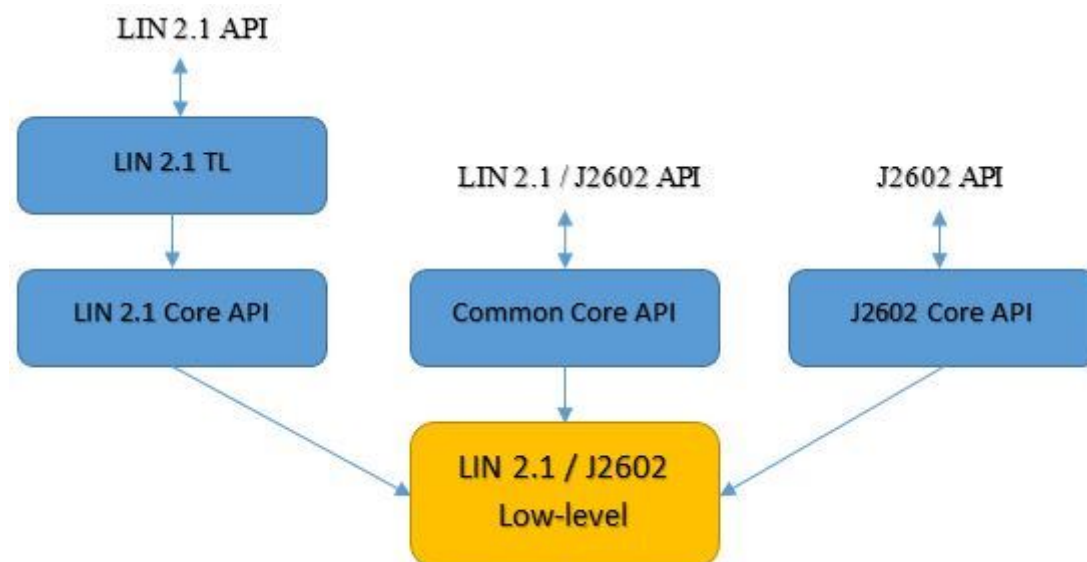 LIN 2.1 API
LIN 2.1 TL
LIN 2.1 / J2602 API
J2602 API
LIN 2.1 Core API
Common Core API
J2602 Core API
LIN 2.1 / J2602
Low-level